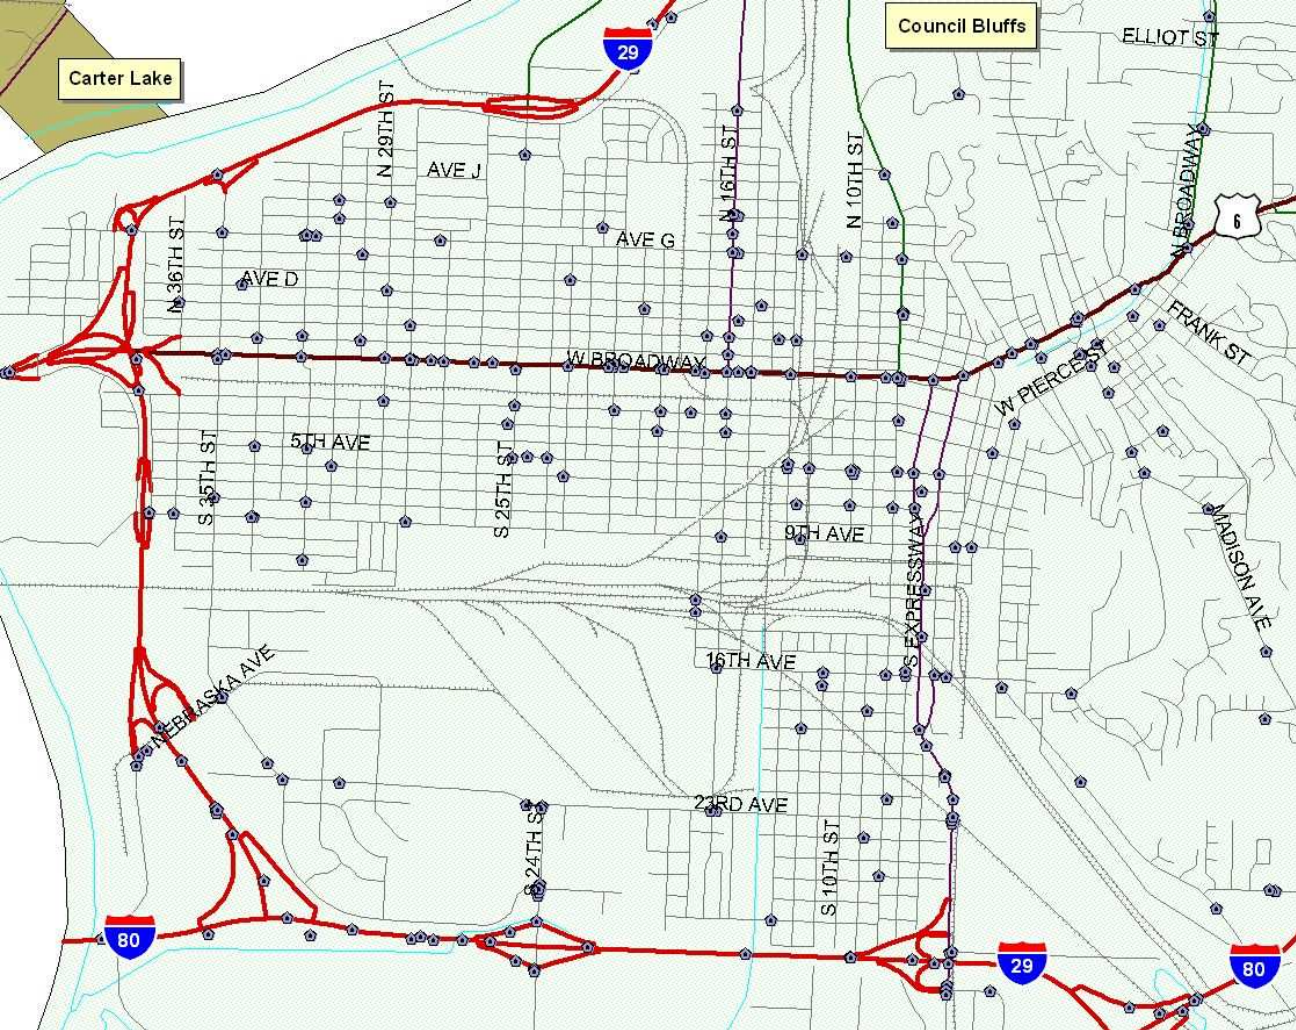 Council Bluffs
ELLIOT ST
29
Carter Lake
N 29TH ST
N 16TH ST
N 10TH ST
N BROADWAY
AVE J
6
N 36TH ST
AVE G
AVE D
FRANK ST
W BROADWAY
W PIERCE ST
S 35TH ST
5TH AVE
S 25TH ST
9TH AVE
S EXPRESSWAY
MADISON AVE
16TH AVE
NEBRASKA AVE
23RD AVE
S 24TH ST
S 10TH ST
80
29
80